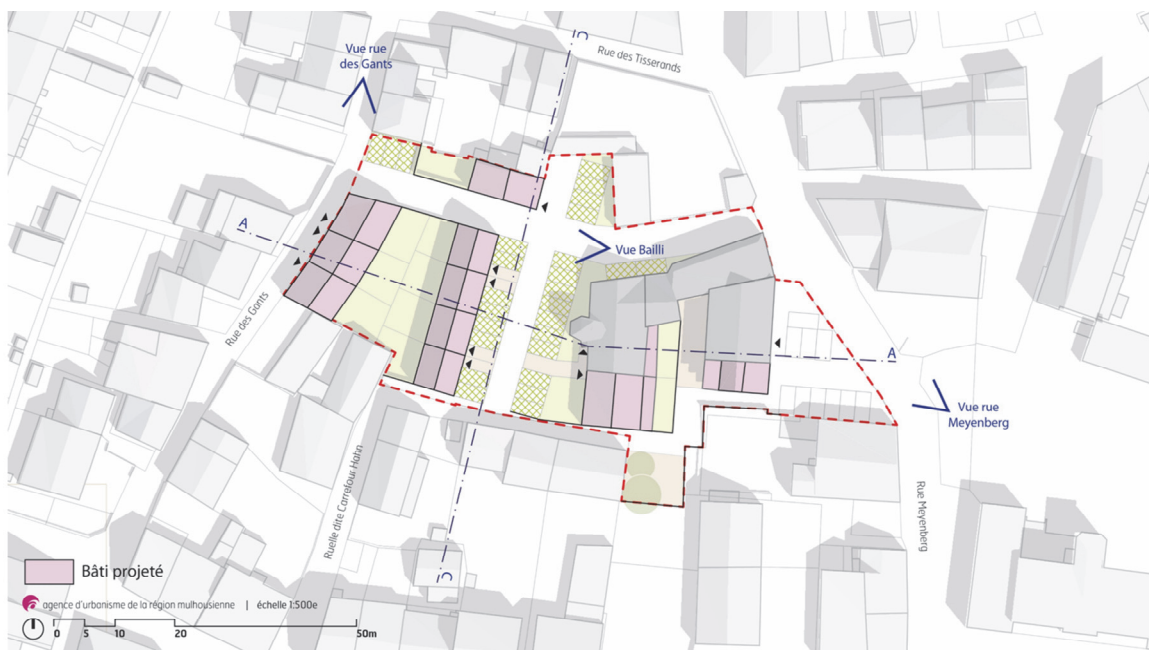 C
Rue des Tisserands
Vue rue
des Gants
A
Vue Bailli
Rue des Gants
A
Vue rue
Meyenberg
Ruelle dite Carrefour Hahn
Rue Meyenberg
C
Bâti projeté
agence d'urbanisme de la région mulhousienne | échelle 1:500e
0 5 10 20 50m